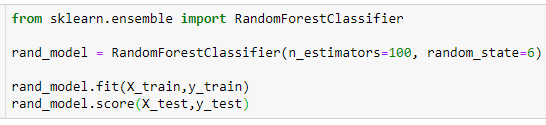 from sklearn.ensemble import RandomForestClassifier
rand_model = RandomForestClassifier(n_estimators=100, random_state=6)
rand_model.fit(X_train,y_train)
rand_model.score(X_test,y_test)